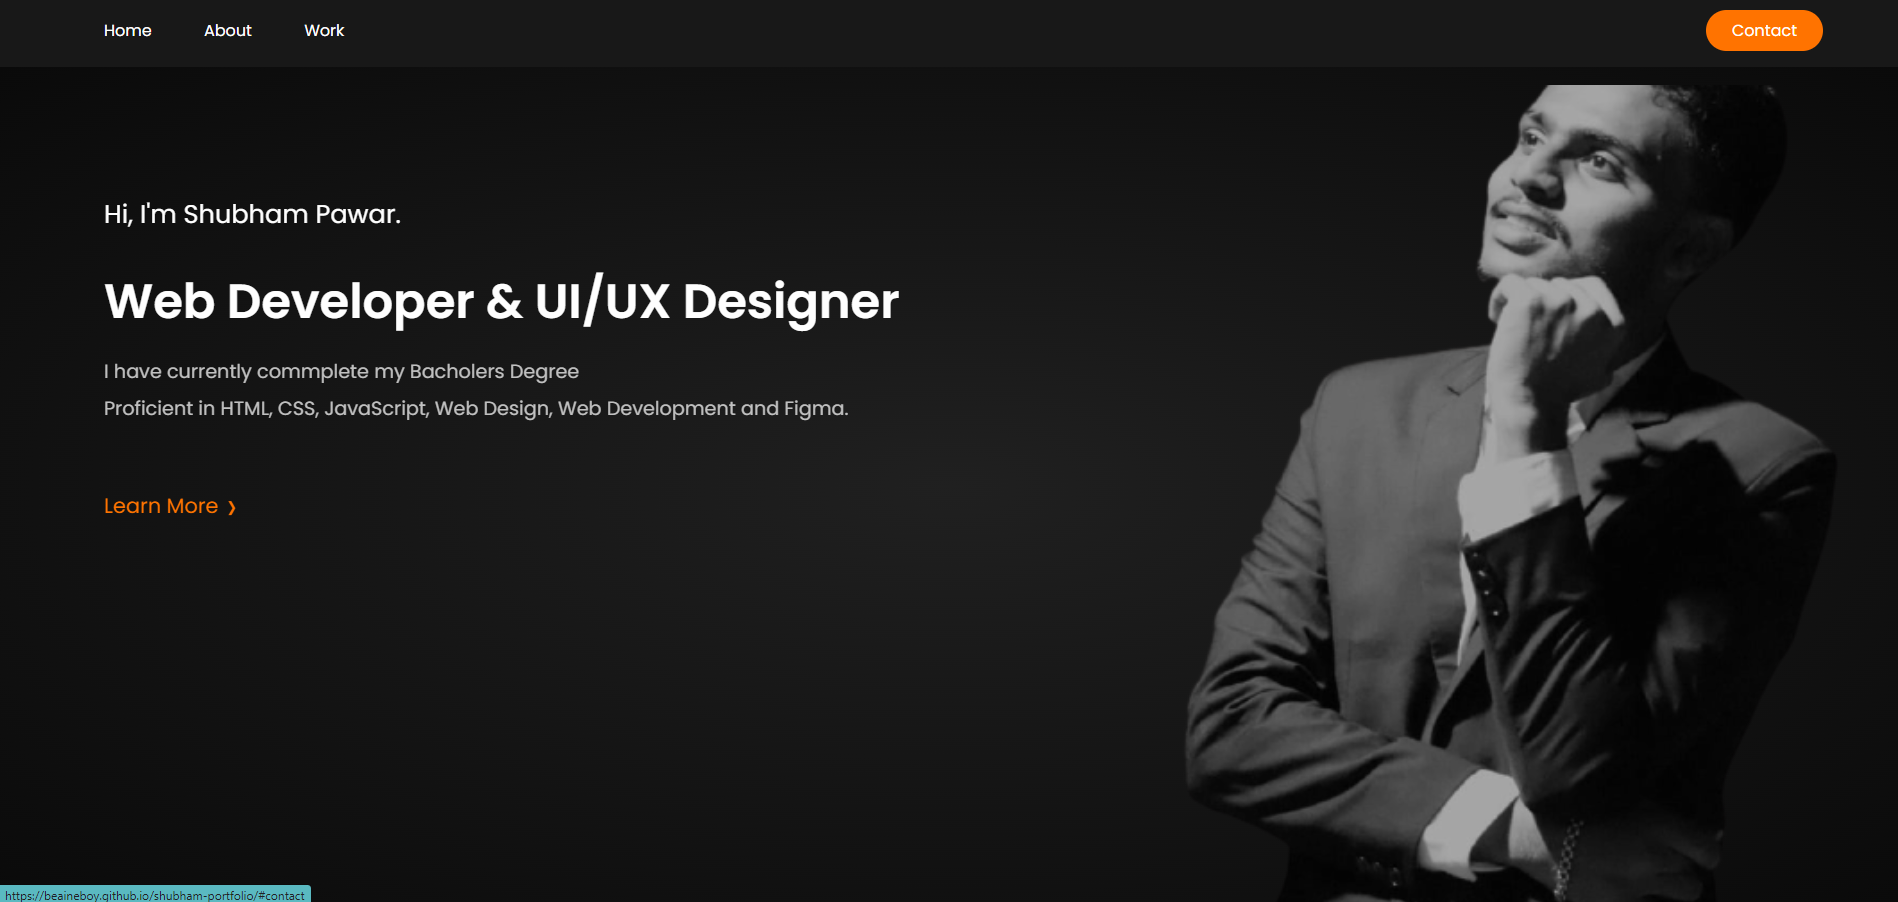 Home About Work Contact
Hi, I'm Shubham Pawar.
Web Developer & UI/UX Designer
I have currently commplete my Bacholers Degree
Proficient in HTML, CSS, JavaScript, Web Design, Web Development and Figma.
Learn More ❯
https://beaineboy.github.io/shubham-portfolio/#contact